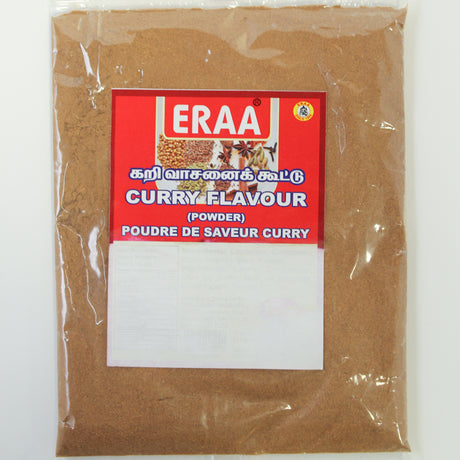 ERAA®
கறி வாசனைக் கூட்டு
CURRY FLAVOUR
(POWDER)
POUDRE DE SAVEUR CURRY